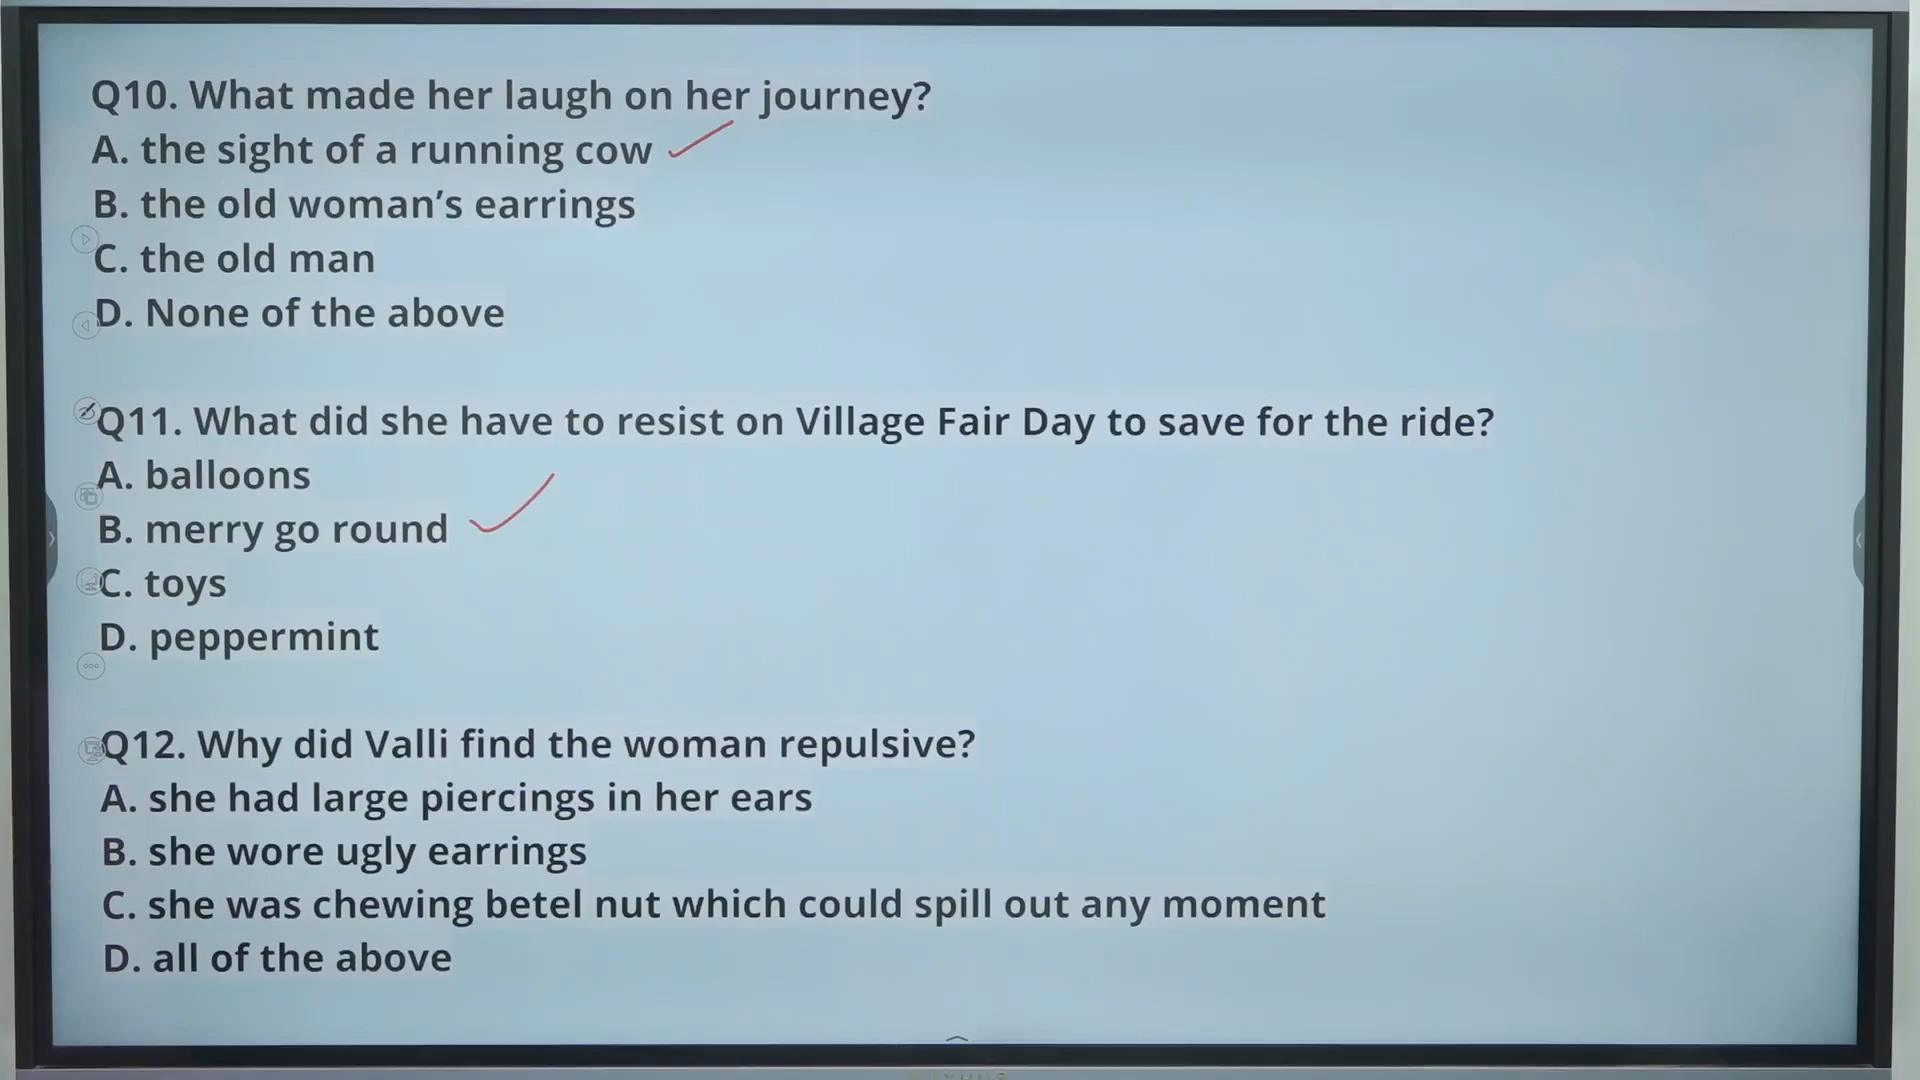 Q10. What made her laugh on her journey?
A. the sight of a running cow
B. the old woman’s earrings
C. the old man
D. None of the above
Q11. What did she have to resist on Village Fair Day to save for the ride?
A. balloons
B. merry go round
C. toys
D. peppermint
Q12. Why did Valli find the woman repulsive?
A. she had large piercings in her ears
B. she wore ugly earrings
C. she was chewing betel nut which could spill out any moment
D. all of the above